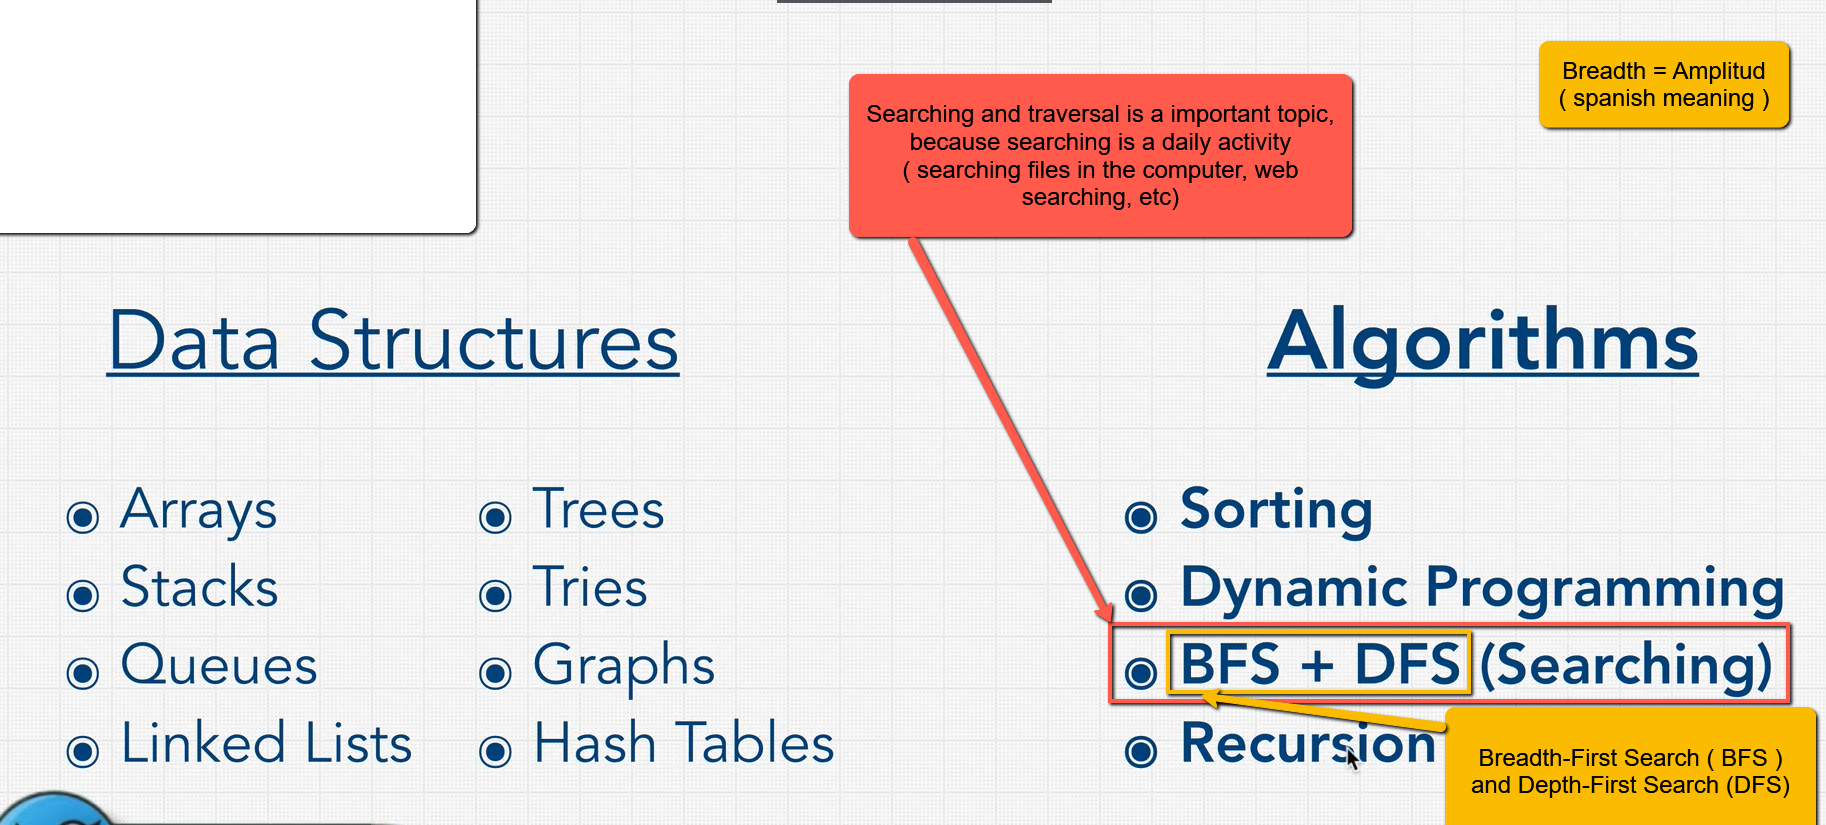 Breadth = Amplitud
( spanish meaning )
Searching and traversal is a important topic,
because searching is a daily activity
( searching files in the computer, web
searching, etc)
Data Structures
Arrays
Stacks
Queues
Linked Lists
Trees
Tries
Graphs
Hash Tables
Algorithms
Sorting
Dynamic Programming
BFS + DFS (Searching)
Recursion
Breadth-First Search ( BFS )
and Depth-First Search (DFS)